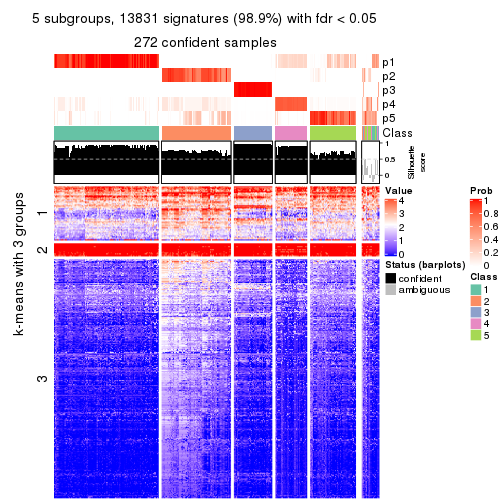 5 subgroups, 13831 signatures (98.9%) with fdr < 0.05
272 confident samples
p1
p2
p3
p4
p5
Class
1
0.5
0
Silhouette
score
k-means with 3 groups
1
2
3
Value
4
3
2
1
0
Status (barplots)
confident
ambiguous
Prob
1
0.8
0.6
0.4
0.2
0
Class
1
2
3
4
5